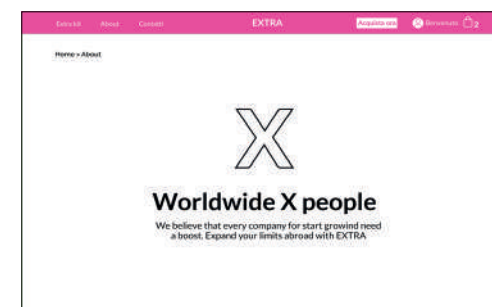 Extra kit About Contatti EXTRA Acquista ora Benvenuto 2
Home > About
X
Worldwide X people
We believe that every company for start growind need
a boost. Expand your limits abroad with EXTRA